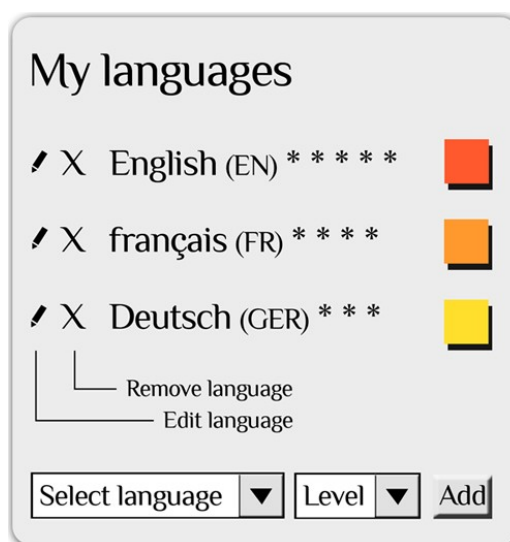 My languages
X English (EN) * * * * *
X français (FR) * * * *
X Deutsch (GER) * * *
Remove language
Edit language
Select language ▼ Level ▼ Add